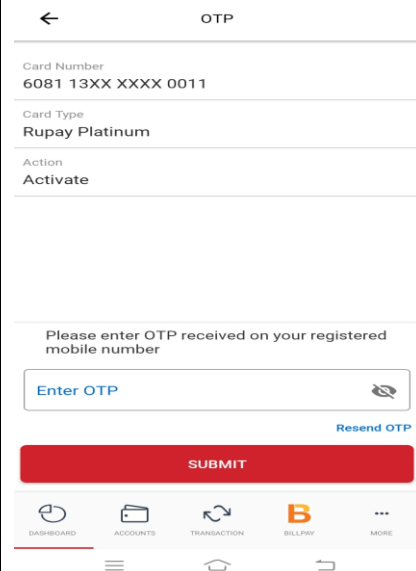 OTP
Card Number
6081 13XX XXXX 0011
Card Type
Rupay Platinum
Action
Activate
Please enter OTP received on your registered
mobile number
Enter OTP
Resend OTP
SUBMIT
DASHBOARD ACCOUNTS TRANSACTION BILLPAY MORE